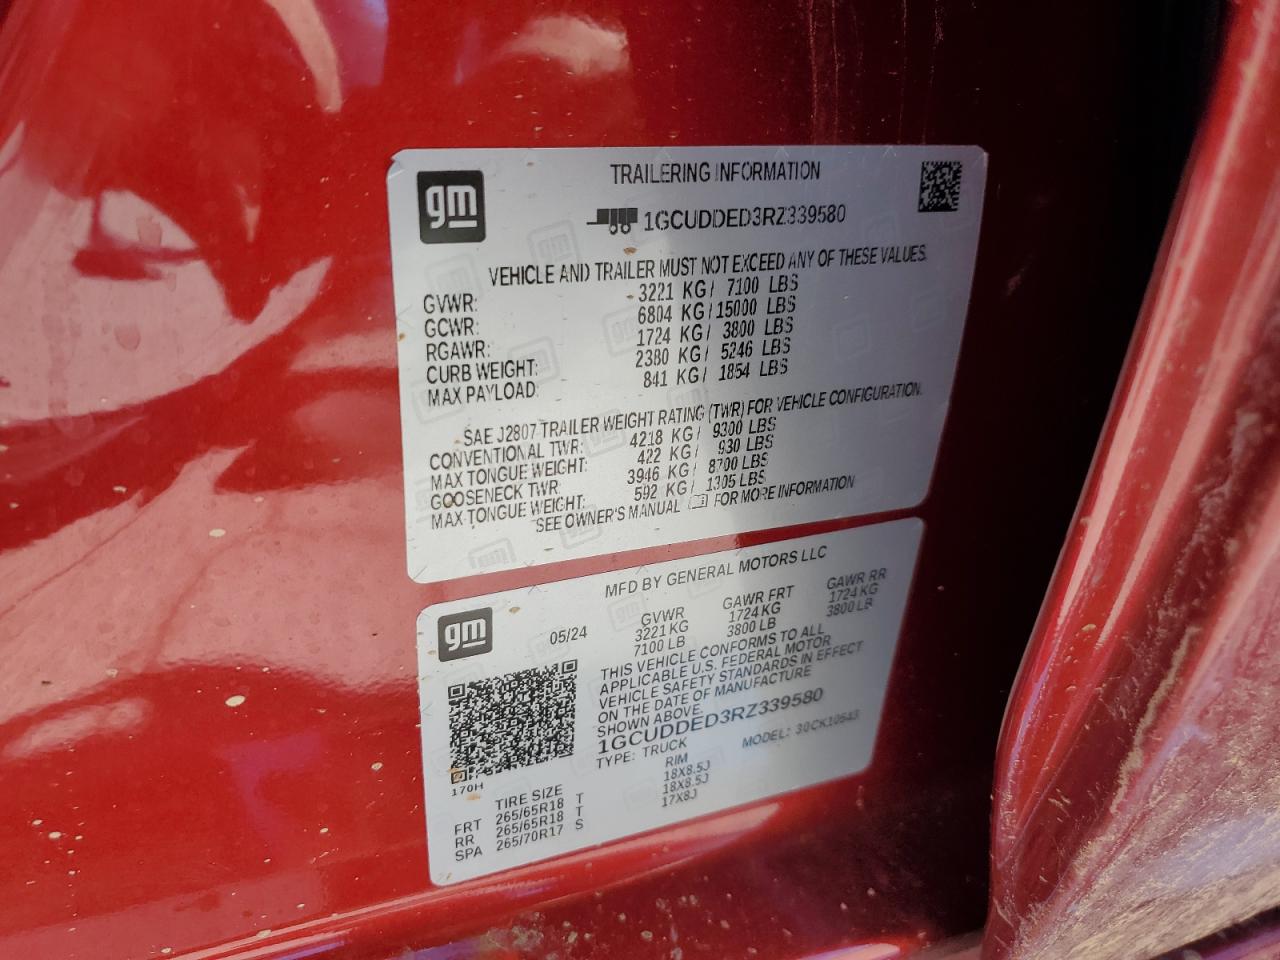 gm
TRAILERING INFORMATION
1GCUDDED3RZ339580
VEHICLE AND TRAILER MUST NOT EXCEED ANY OF THESE VALUES.
GVWR: 3221 KG/ 7100 LBS
GCWR: 6804 KG/ 15000 LBS
RGAWR: 1724 KG/ 3800 LBS
CURB WEIGHT: 2380 KG/ 5246 LBS
MAX PAYLOAD: 841 KG/ 1854 LBS
SAE J2807 TRAILER WEIGHT RATING (TWR) FOR VEHICLE CONFIGURATION.
CONVENTIONAL TWR: 4218 KG/ 9300 LBS
MAX TONGUE WEIGHT: 422 KG/ 930 LBS
GOOSENECK TWR: 3946 KG/ 8700 LBS
MAX TONGUE WEIGHT: 592 KG/ 1305 LBS
SEE OWNER'S MANUAL FOR MORE INFORMATION
gm
MFD BY GENERAL MOTORS LLC
05/24
GVWR GAWR FRT GAWR RR
3221 KG 1724 KG 1724 KG
7100 LB 3800 LB 3800 LB
THIS VEHICLE CONFORMS TO ALL
APPLICABLE U.S. FEDERAL MOTOR
VEHICLE SAFETY STANDARDS IN EFFECT
ON THE DATE OF MANUFACTURE
SHOWN ABOVE.
1GCUDDED3RZ339580
TYPE: TRUCK MODEL:
170H
TIRE SIZE RIM
FRT 265/65R18 T 18X8.5J
RR 265/65R18 T 18X8.5J
SPA 265/70R17 S 17X8J